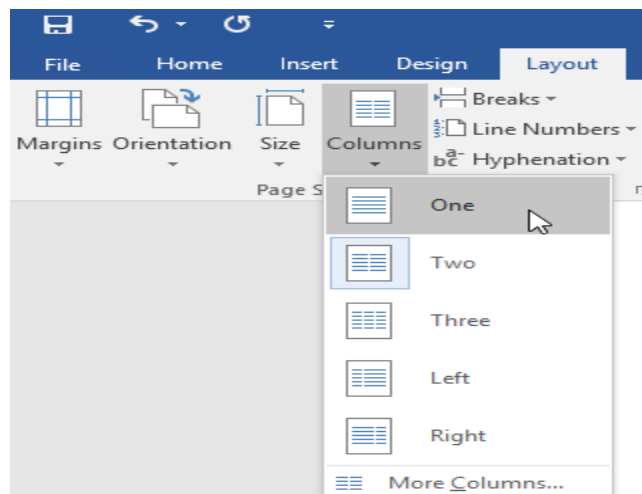 File Home Insert Design Layout
Margins Orientation Size Columns Breaks
Line Numbers
Hyphenation
Page S
One
Two
Three
Left
Right
More Columns...